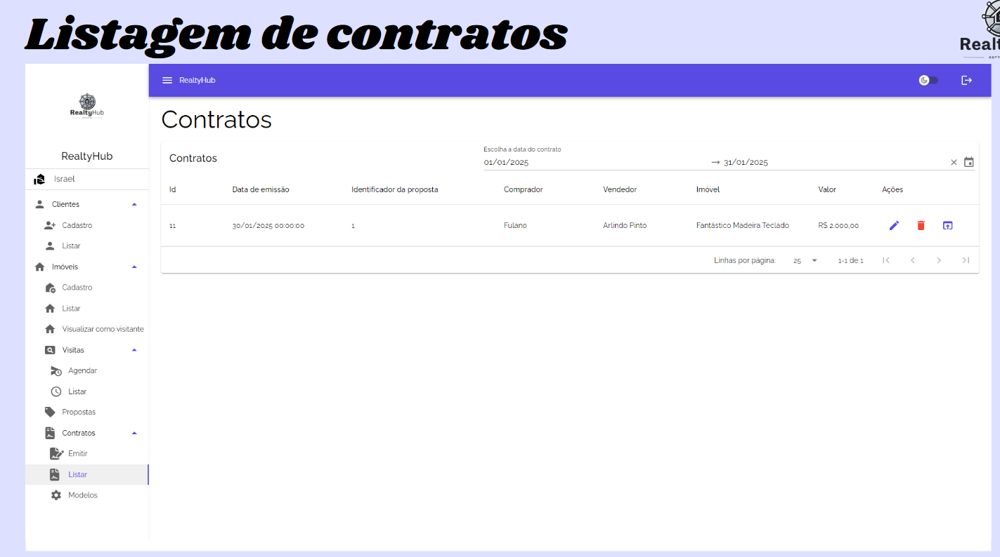 Listagem de contratos
RealtyHub
RealtyHub
Israel
Clientes
Cadastro
Listar
Imóveis
Cadastro
Listar
Visualizar como visitante
Visitas
Agendar
Listar
Propostas
Contratos
Emitir
Listar
Modelos
RealtyHub
Contratos
Contratos
Escolha a data do contrato
01/01/2025 → 31/01/2025
Id Data de emissão Identificador da proposta Comprador Vendedor Imóvel Valor Ações
11 30/01/2025 00:00:00 1 Fulano Arlindo Pinto Fantástico Madeira Teclado R$ 2.000,00
Linhas por página: 25 1-1 de 1